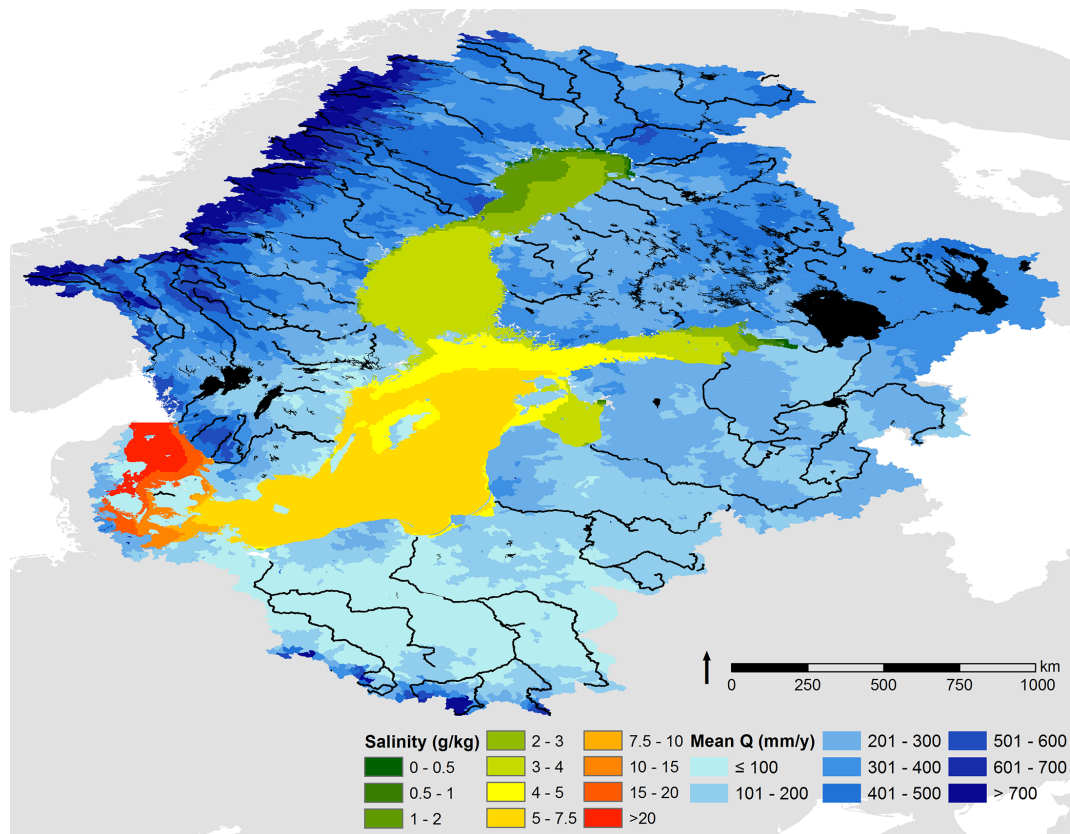 km
0 250 500 750 1000
Salinity (g/kg)
0 - 0.5
0.5 - 1
1 - 2
2 - 3
3 - 4
4 - 5
5 - 7.5
7.5 - 10
10 - 15
15 - 20
>20
Mean Q (mm/y)
≤ 100
101 - 200
201 - 300
301 - 400
401 - 500
501 - 600
601 - 700
> 700